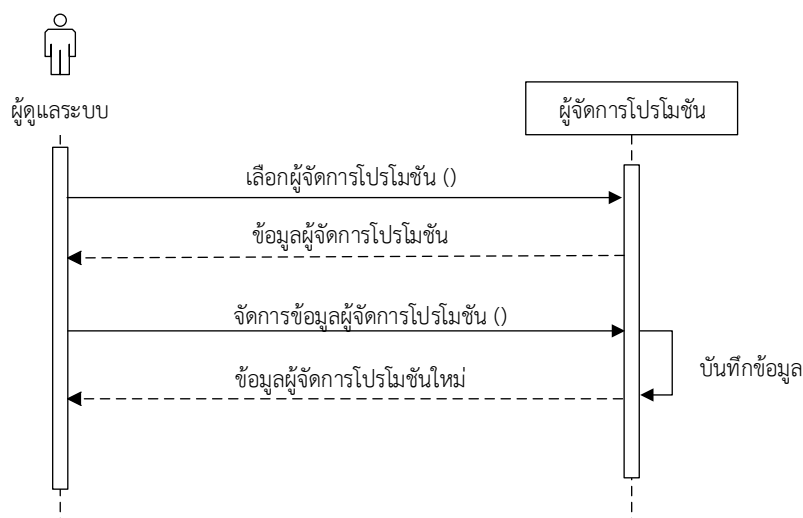 ผู้ดูแลระบบ
ผู้จัดการโปรโมชัน
เลือกผู้จัดการโปรโมชัน ()
ข้อมูลผู้จัดการโปรโมชัน
จัดการข้อมูลผู้จัดการโปรโมชัน ()
บันทึกข้อมูล
ข้อมูลผู้จัดการโปรโมชันใหม่